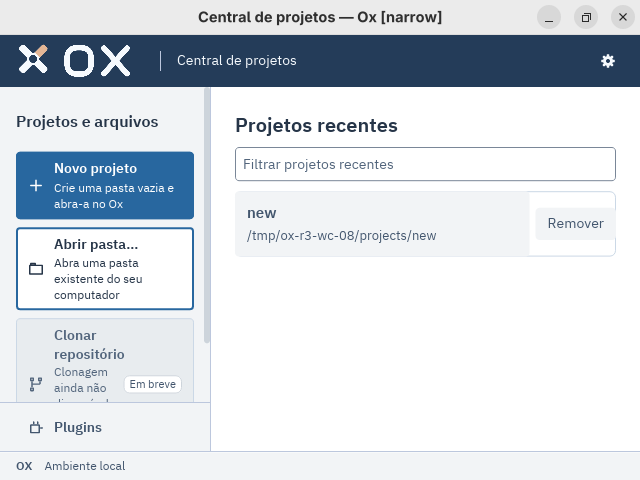 Central de projetos — Ox [narrow]
OX
Central de projetos
Projetos e arquivos
Novo projeto
Crie uma pasta vazia e
abra-a no Ox
Abrir pasta...
Abra uma pasta
existente do seu
computador
Clonar
repositório
Clonagem
ainda não
Em breve
Plugins
Projetos recentes
Filtrar projetos recentes
new
/tmp/ox-r3-wc-08/projects/new
Remover
OX Ambiente local